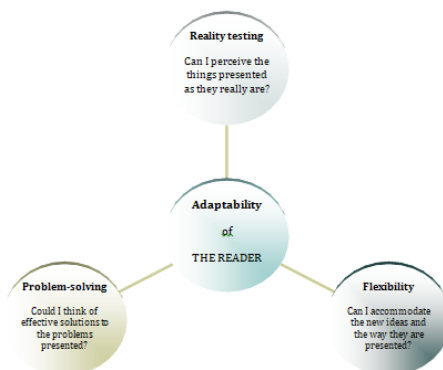 Reality testing
Can I perceive the
things presented
as they really are?
Adaptability
of
THE READER
Problem-solving
Could I think of
effective solutions to
the problems
presented?
Flexibility
Can I accommodate
the new ideas and
the way they are
presented?